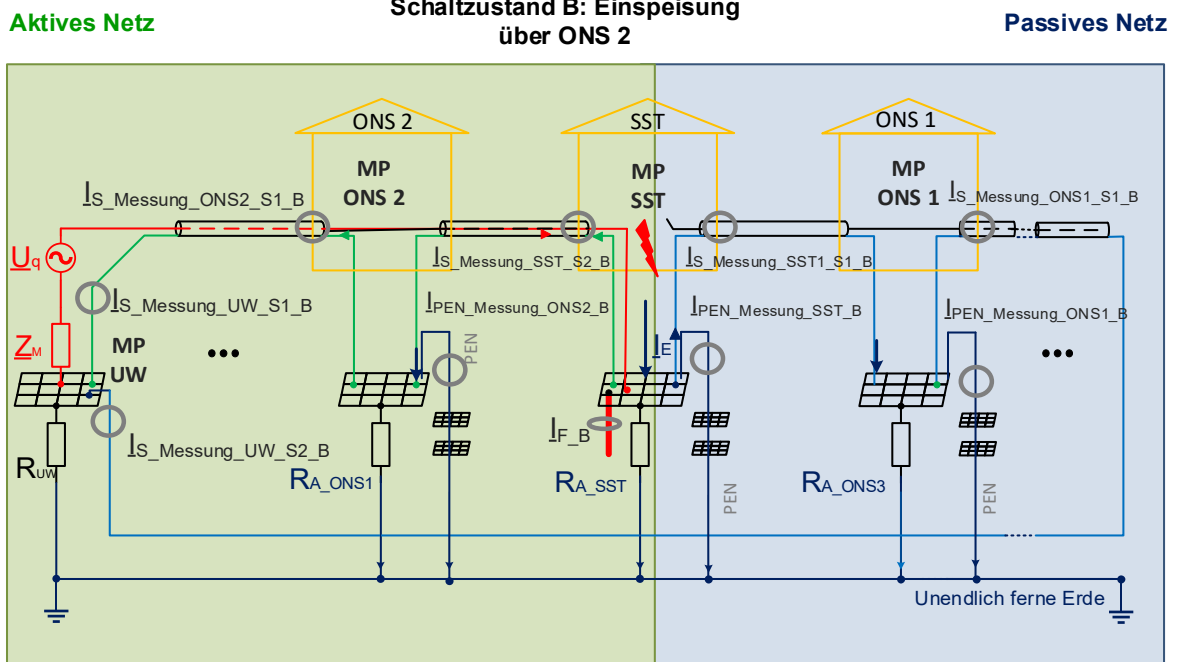 Schaltzustand B: Einspeisung
über ONS 2
Aktives Netz
Passives Netz
ONS 2
SST
ONS 1
MP
ONS 2
MP
SST
MP
ONS 1
IS_Messung_ONS2_S1_B
IS_Messung_ONS1_S1_B
Uq
IS_Messung_SST_S2_B
IS_Messung_SST1_S1_B
IS_Messung_UW_S1_B
IPEN_Messung_ONS2_B
IPEN_Messung_SST_B
IPEN_Messung_ONS1_B
ZM
MP
UW
•••
PEN
IE
•••
IF_B
IS_Messung_UW_S2_B
RUW
RA_ONS1
RA_SST
PEN
RA_ONS3
PEN
Unendlich ferne Erde